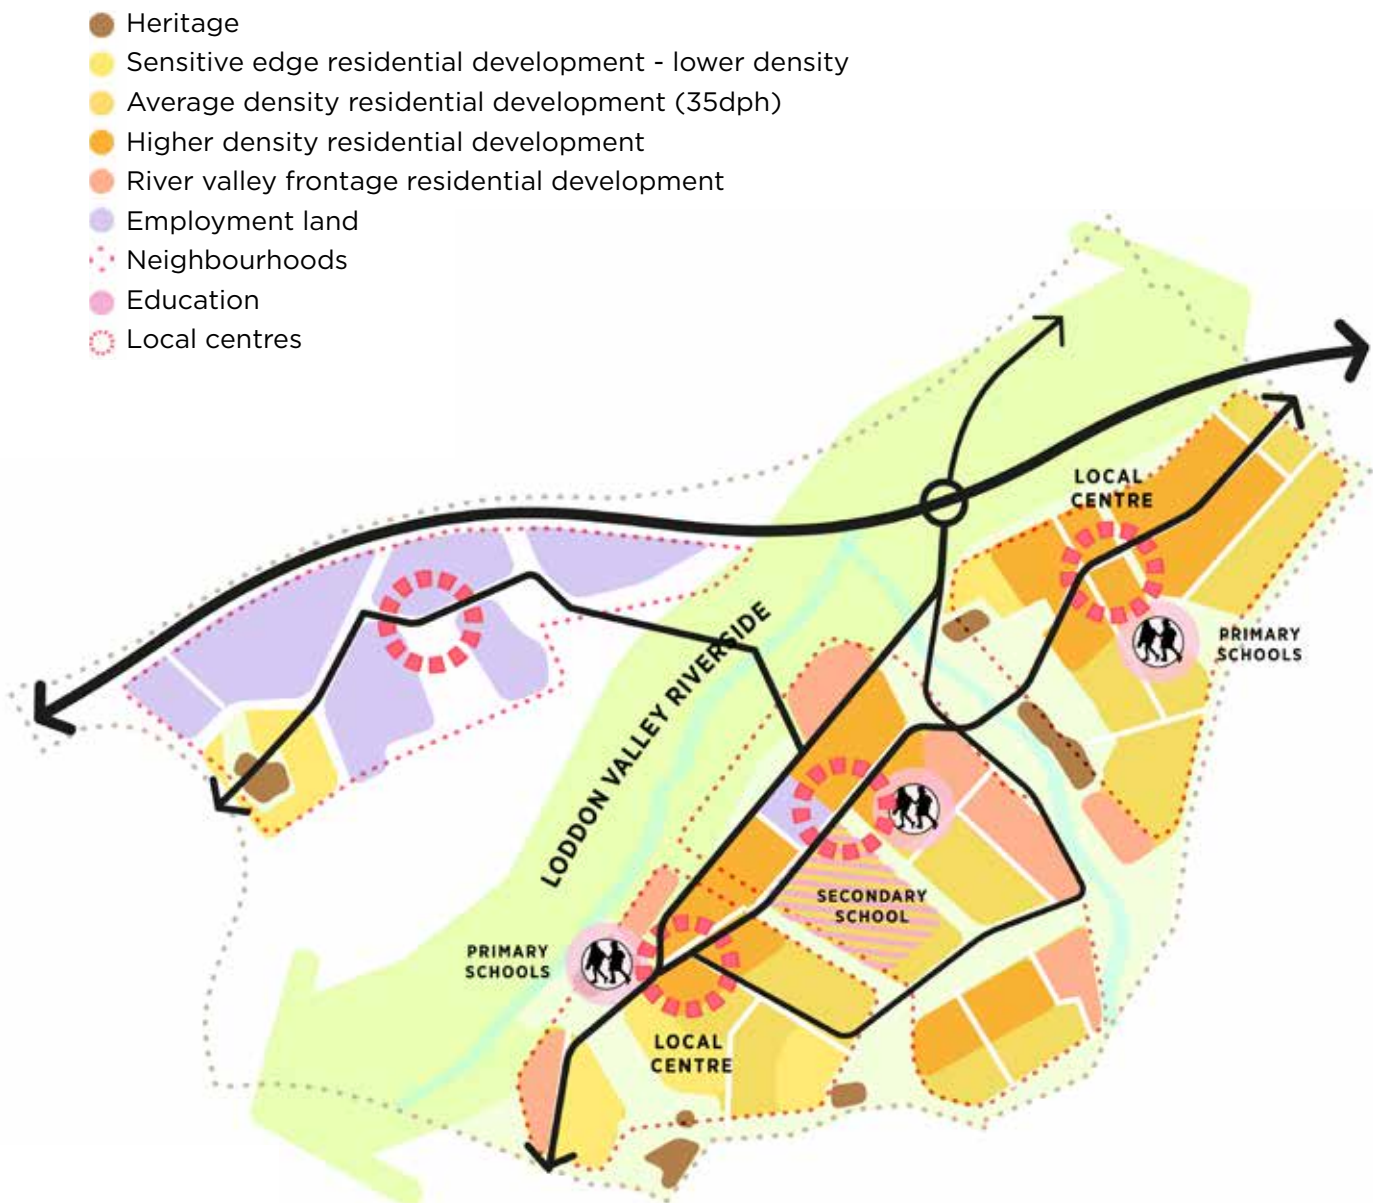 Heritage
Sensitive edge residential development - lower density
Average density residential development (35dph)
Higher density residential development
River valley frontage residential development
Employment land
Neighbourhoods
Education
Local centres
LOCAL
CENTRE
PRIMARY
SCHOOLS
LODDON VALLEY RIVERSIDE
SECONDARY
SCHOOL
PRIMARY
SCHOOLS
LOCAL
CENTRE